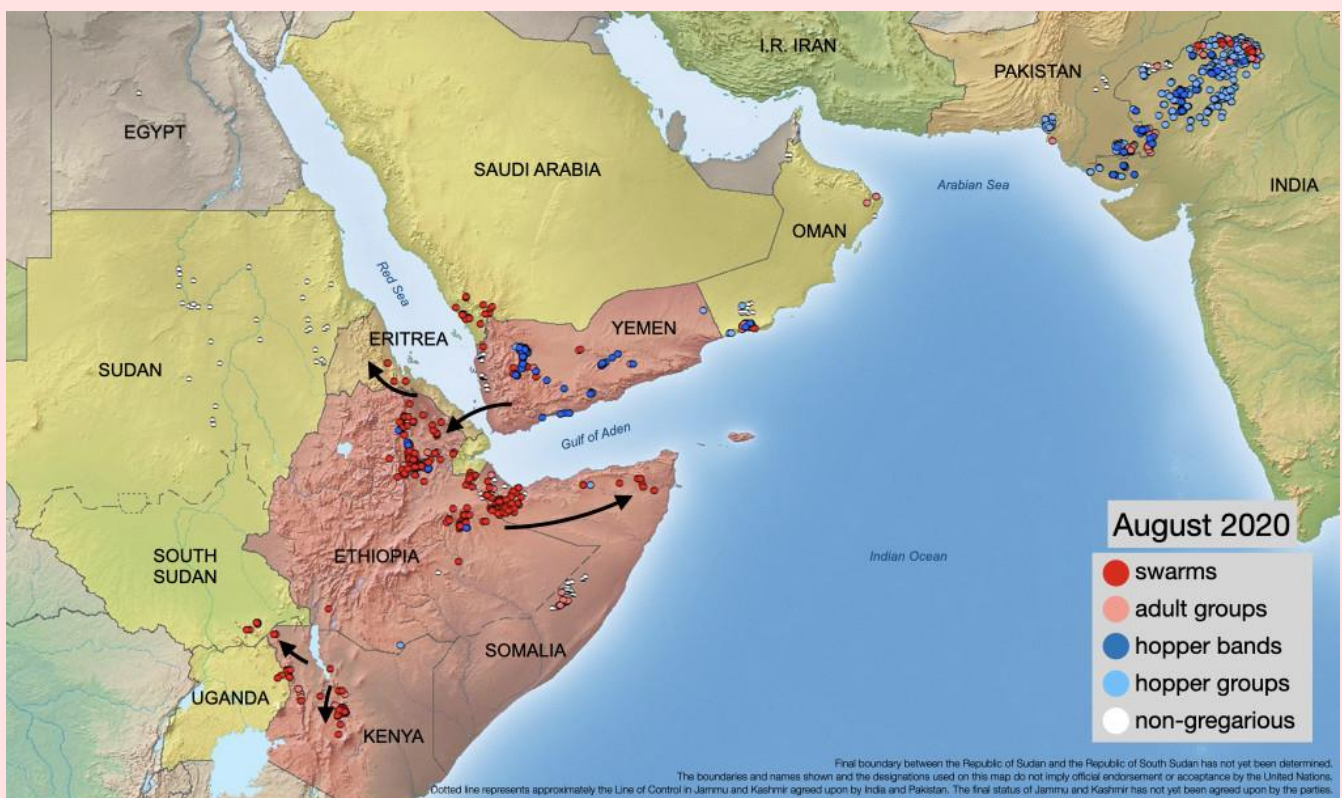 I.R. IRAN
PAKISTAN
EGYPT
SAUDI ARABIA
Arabian Sea
INDIA
OMAN
Red Sea
YEMEN
ERITREA
SUDAN
Gulf of Aden
August 2020
swarms
adult groups
hopper bands
hopper groups
non-gregarious
SOUTH
SUDAN
ETHIOPIA
Indian Ocean
SOMALIA
UGANDA
KENYA
Final boundary between the Republic of Sudan and the Republic of South Sudan has not yet been determined.
The boundaries and names shown and the designations used on this map do not imply official endorsement or acceptance by the United Nations.
Dotted line represents approximately the Line of Control in Jammu and Kashmir agreed upon by India and Pakistan. The final status of Jammu and Kashmir has not yet been agreed upon by the parties.